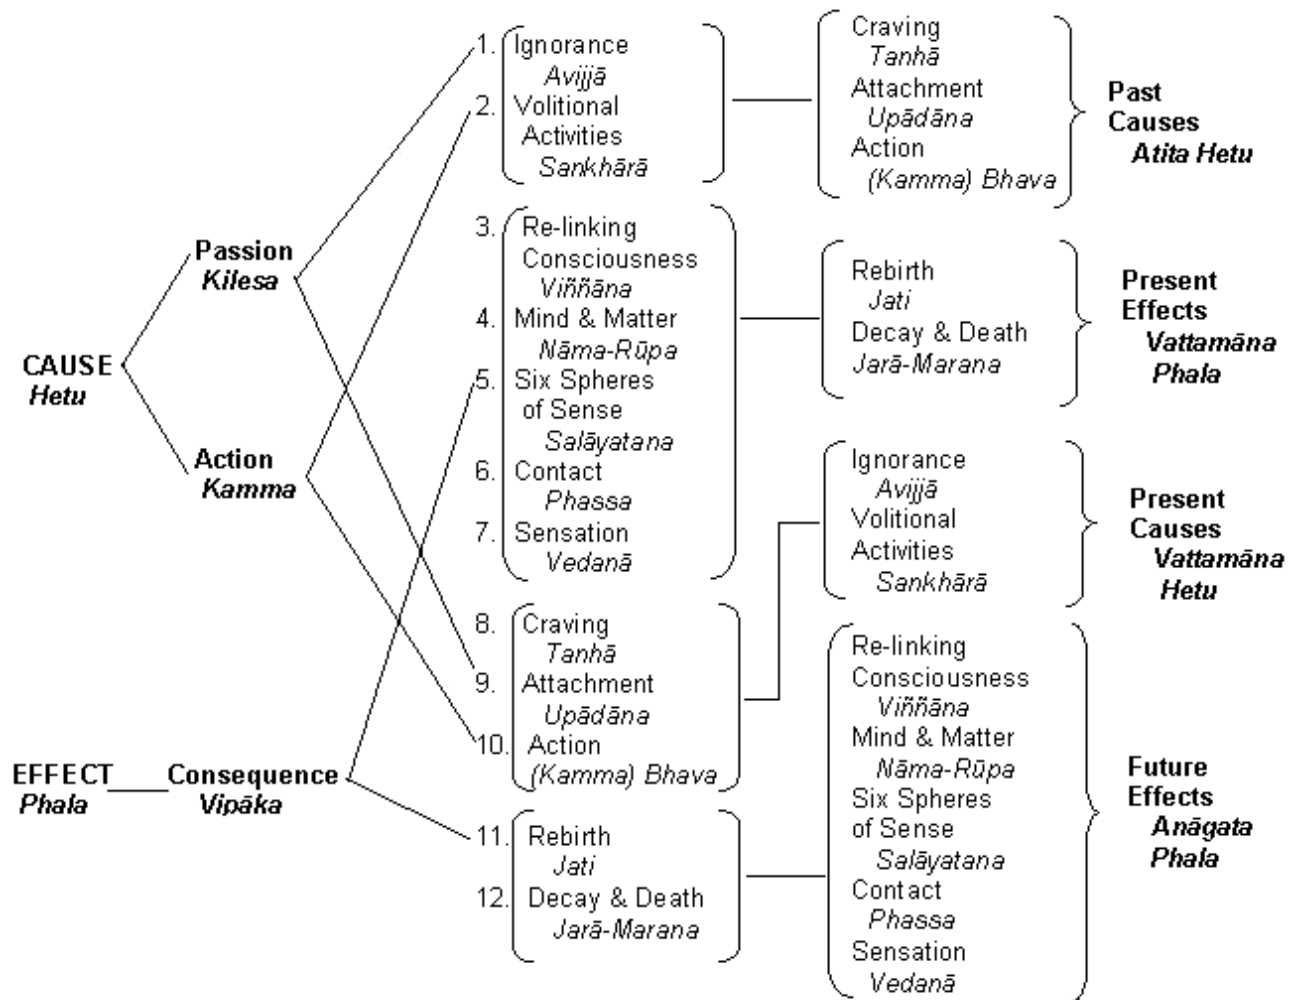 CAUSE
Hetu
EFFECT
Phala
Passion
Kilesa
Action
Kamma
Consequence
Vipāka
1. Ignorance
Avijjā
2. Volitional
Activities
Sankhārā
3. Re-linking
Consciousness
Viññāna
4. Mind & Matter
Nāma-Rūpa
5. Six Spheres
of Sense
Salāyatana
6. Contact
Phassa
7. Sensation
Vedanā
8. Craving
Tanhā
9. Attachment
Upādāna
10. Action
(Kamma) Bhava
11. Rebirth
Jati
12. Decay & Death
Jarā-Marana
Craving
Tanhā
Attachment
Upādāna
Action
(Kamma) Bhava
Rebirth
Jati
Decay & Death
Jarā-Marana
Ignorance
Avijjā
Volitional
Activities
Sankhārā
Re-linking
Consciousness
Viññāna
Mind & Matter
Nāma-Rūpa
Six Spheres
of Sense
Salāyatana
Contact
Phassa
Sensation
Vedanā
Past
Causes
Atita Hetu
Present
Effects
Vattamāna
Phala
Present
Causes
Vattamāna
Hetu
Future
Effects
Anāgata
Phala